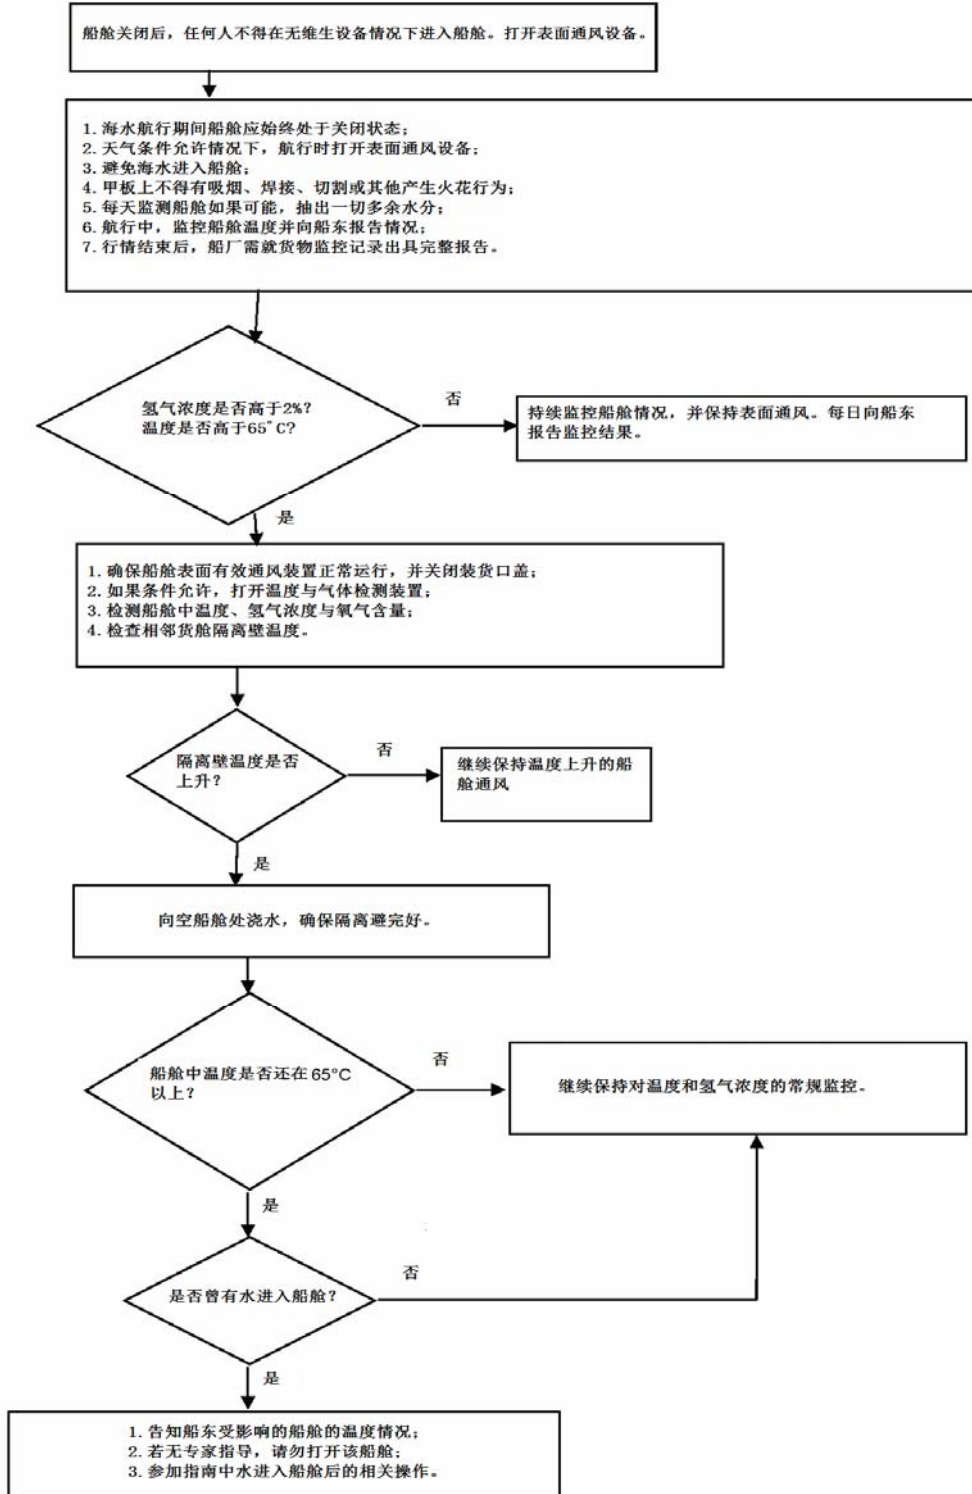 船舱关闭后，任何人不得在无维生设备情况下进入船舱。打开表面通风设备。
1. 海水航行期间船舱应始终处于关闭状态；
2. 天气条件允许情况下，航行时打开表面通风设备；
3. 避免海水进入船舱；
4. 甲板上不得有吸烟、焊接、切割或其他产生火花行为；
5. 每天监测船舱如果可能，抽出一切多余水分；
6. 航行中，监控船舱温度并向船东报告情况；
7. 行情结束后，船厂需就货物监控记录出具完整报告。
氢气浓度是否高于2%？
温度是否高于65°C?
否
持续监控船舱情况，并保持表面通风。每日向船东
报告监控结果。
是
1. 确保船舱表面有效通风装置正常运行，并关闭装货口盖；
2. 如果条件允许，打开温度与气体检测装置；
3. 检测船舱中温度、氢气浓度与氧气含量；
4. 检查相邻货舱隔离壁温度。
隔离壁温度是否
上升？
否
继续保持温度上升的船
舱通风
是
向空船舱处浇水，确保隔离避完好。
船舱中温度是否还在65°C
以上？
否
继续保持对温度和氢气浓度的常规监控。
是
是否曾有水进入船舱？
否
是
1. 告知船东受影响的船舱的温度情况；
2. 若无专家指导，请勿打开该船舱；
3. 参加指南中水进入船舱后的相关操作。